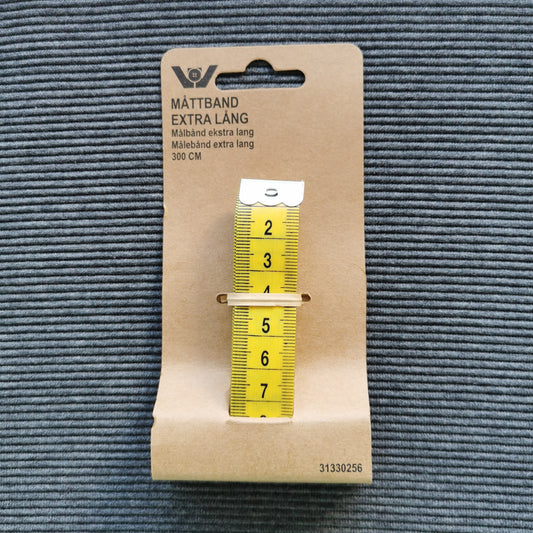 MÅTTBAND
EXTRA LÅNG
Målbånd ekstra lang
Målebånd extra lang
300 CM
2
3
4
5
6
7
31330256